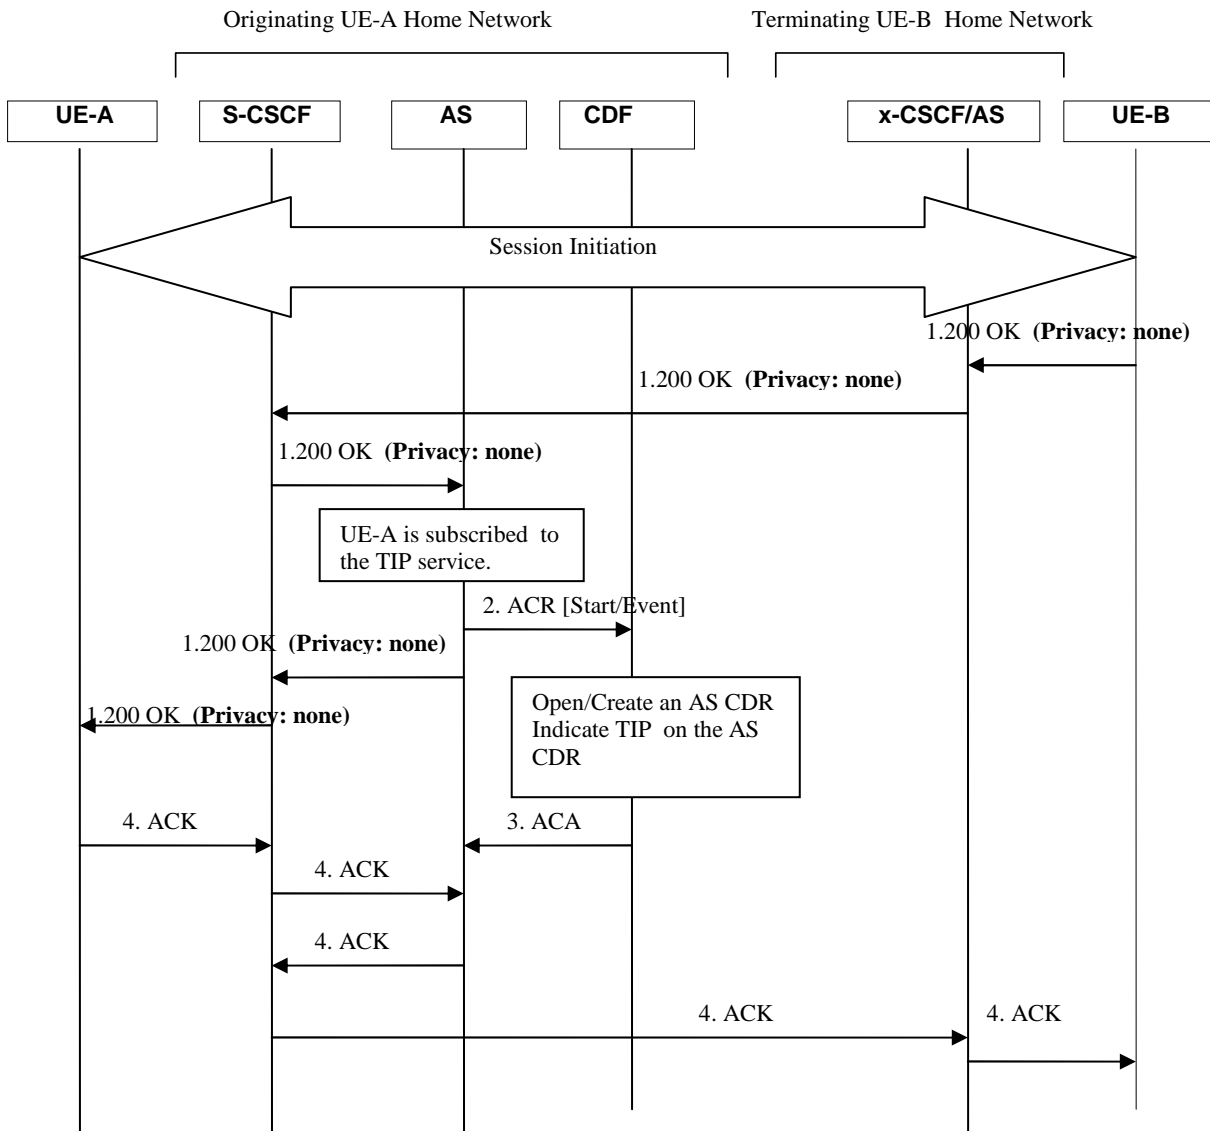 Originating UE-A Home Network
Terminating UE-B Home Network
UE-A
S-CSCF
AS
CDF
x-CSCF/AS
UE-B
Session Initiation
1.200 OK (Privacy: none)
1.200 OK (Privacy: none)
1.200 OK (Privacy: none)
UE-A is subscribed to
the TIP service.
2. ACR [Start/Event]
1.200 OK (Privacy: none)
Open/Create an AS CDR
Indicate TIP on the AS
CDR
1.200 OK (Privacy: none)
4. ACK
3. ACA
4. ACK
4. ACK
4. ACK
4. ACK